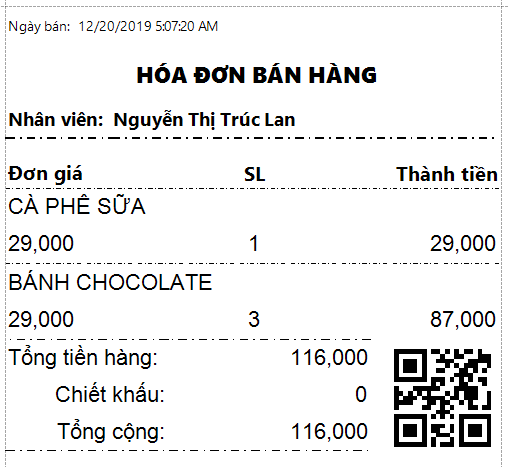 Ngày bán: 12/20/2019 5:07:20 AM
HÓA ĐƠN BÁN HÀNG
Nhân viên: Nguyễn Thị Trúc Lan
Đơn giá SL Thành tiền
CÀ PHÊ SỮA
29,000 1 29,000
BÁNH CHOCOLATE
29,000 3 87,000
Tổng tiền hàng: 116,000
Chiết khấu: 0
Tổng cộng: 116,000